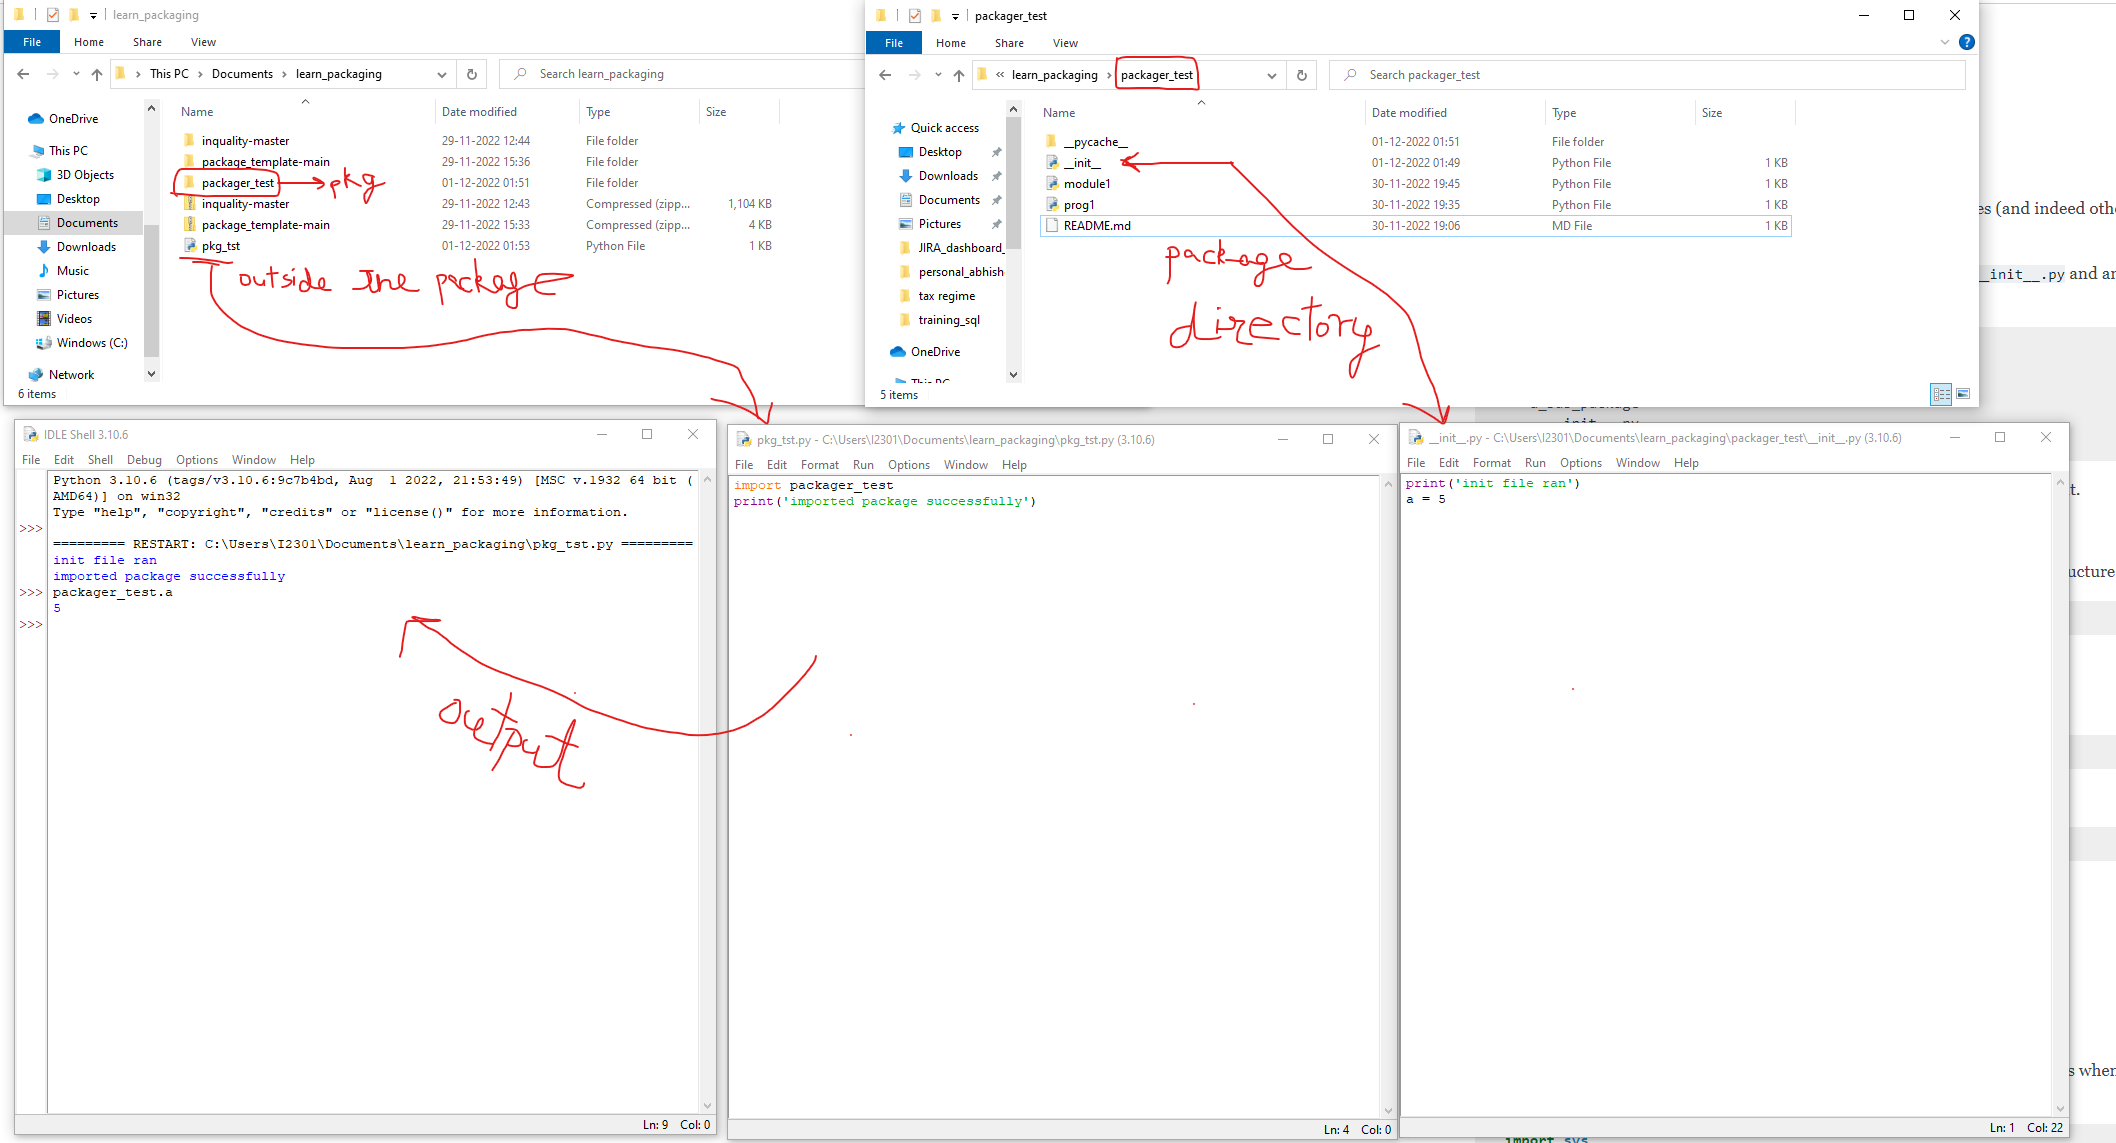 learn_packaging
File Home Share View
This PC > Documents > learn_packaging
Search learn_packaging
Name Date modified Type Size
OneDrive
This PC
3D Objects
Desktop
Documents
Downloads
Music
Pictures
Videos
Windows (C:)
Network
inquality-master 29-11-2022 12:44 File folder
package_template-main 29-11-2022 15:36 File folder
packager_test 01-12-2022 01:51 File folder
pkg
inquality-master 29-11-2022 12:43 Compressed (zipp... 1,104 KB
package_template-main 29-11-2022 15:33 Compressed (zipp... 4 KB
pkg_tst 01-12-2022 01:53 Python File 1 KB
outside the package
6 items
packager_test
File Home Share View
« learn_packaging > packager_test
Search packager_test
Name Date modified Type Size
Quick access
Desktop
Downloads
Documents
Pictures
JIRA_dashboard_
personal_abhish
tax regime
training_sql
OneDrive
This PC
__pycache__ 01-12-2022 01:51 File folder
__init__ 01-12-2022 01:49 Python File 1 KB
module1 30-11-2022 19:45 Python File 1 KB
prog1 30-11-2022 19:35 Python File 1 KB
README.md 30-11-2022 19:06 MD File 1 KB
package
directory
5 items
es (and indeed othe
__init__.py and an
t.
ucture
s when
import sys
IDLE Shell 3.10.6
File Edit Shell Debug Options Window Help
Python 3.10.6 (tags/v3.10.6:9c7b4bd, Aug 1 2022, 21:53:49) [MSC v.1932 64 bit (
AMD64)] on win32
Type "help", "copyright", "credits" or "license()" for more information.
>>>
========= RESTART: C:\Users\I2301\Documents\learn_packaging\pkg_tst.py =========
init file ran
imported package successfully
>>> packager_test.a
5
>>>
output
Ln: 9 Col: 0
pkg_tst.py - C:\Users\I2301\Documents\learn_packaging\pkg_tst.py (3.10.6)
File Edit Format Run Options Window Help
import packager_test
print('imported package successfully')
Ln: 4 Col: 0
__init__.py - C:\Users\I2301\Documents\learn_packaging\packager_test\__init__.py (3.10.6)
File Edit Format Run Options Window Help
print('init file ran')
a = 5
Ln: 1 Col: 22